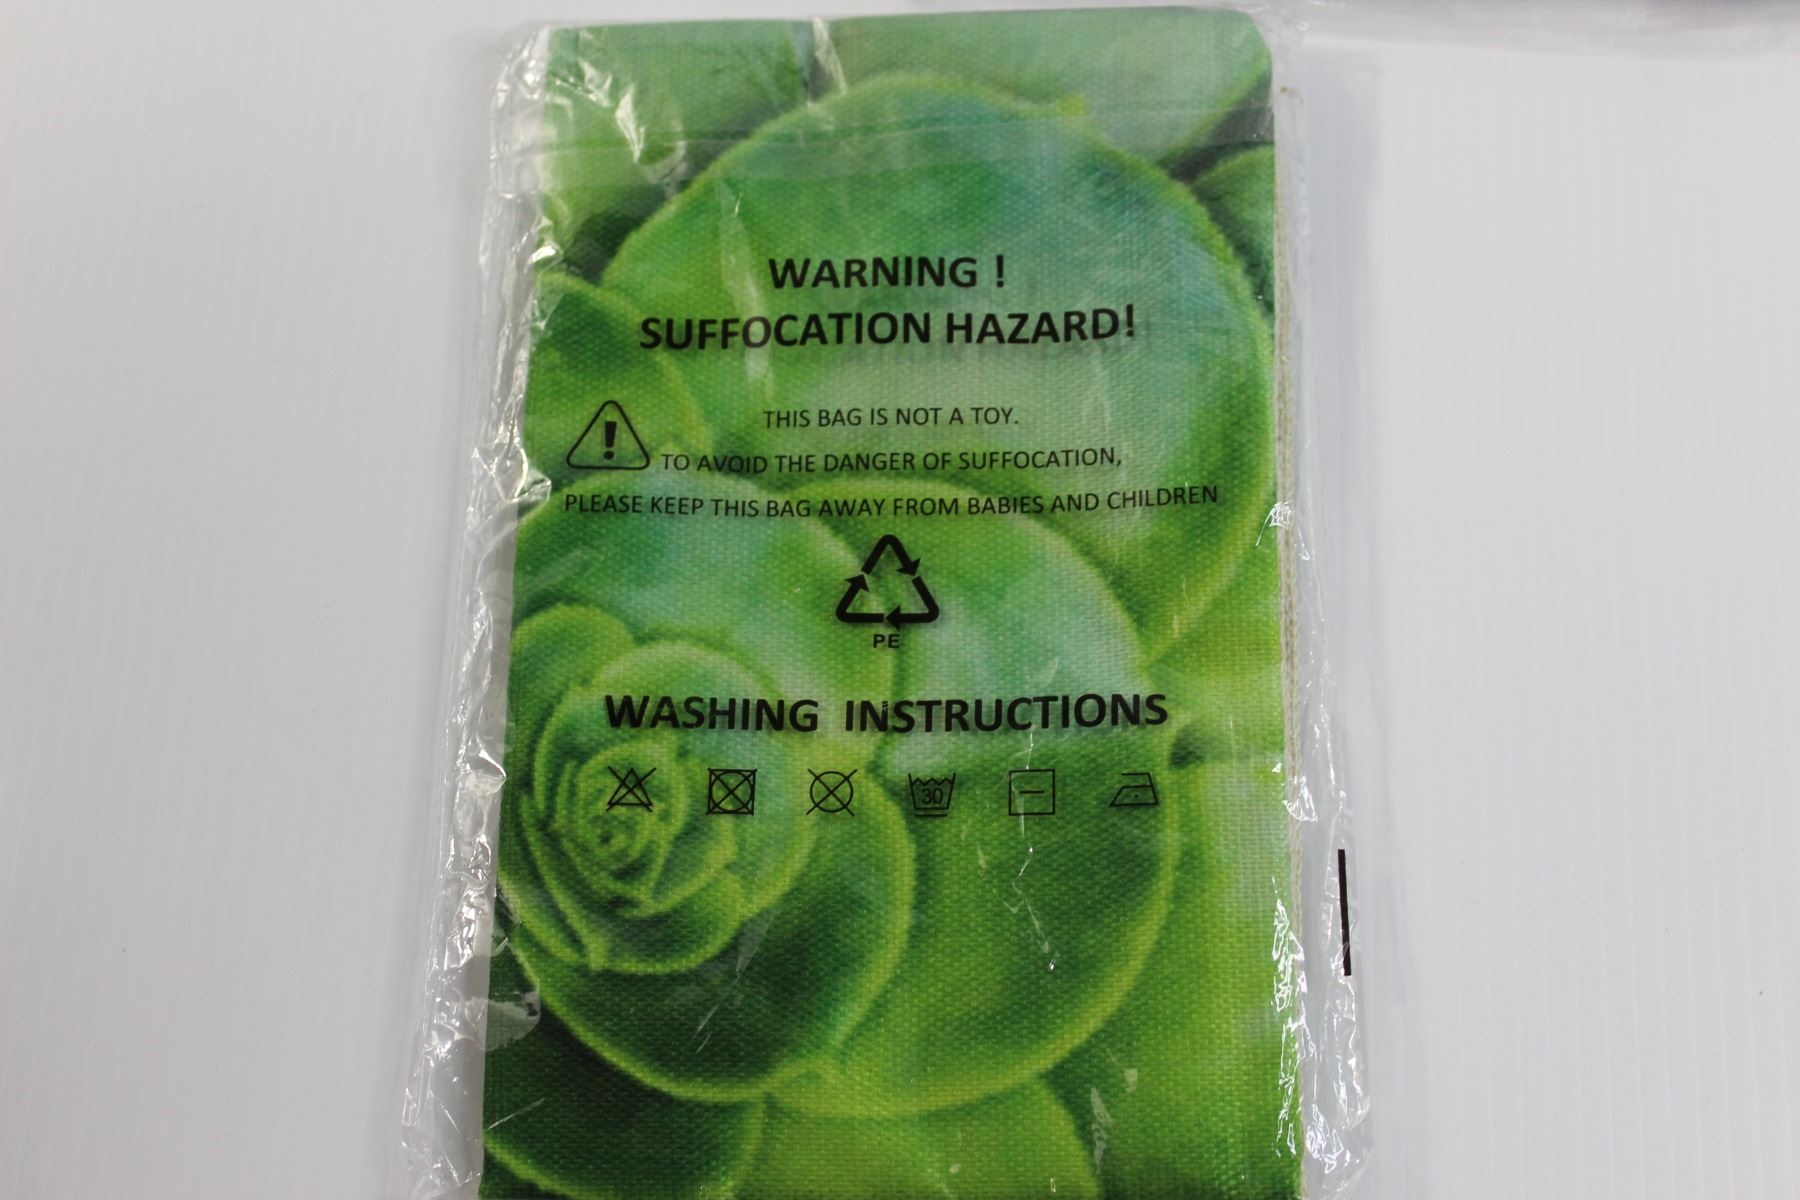 WARNING !
SUFFOCATION HAZARD!
THIS BAG IS NOT A TOY.
TO AVOID THE DANGER OF SUFFOCATION,
PLEASE KEEP THIS BAG AWAY FROM BABIES AND CHILDREN
PE
WASHING INSTRUCTIONS
30